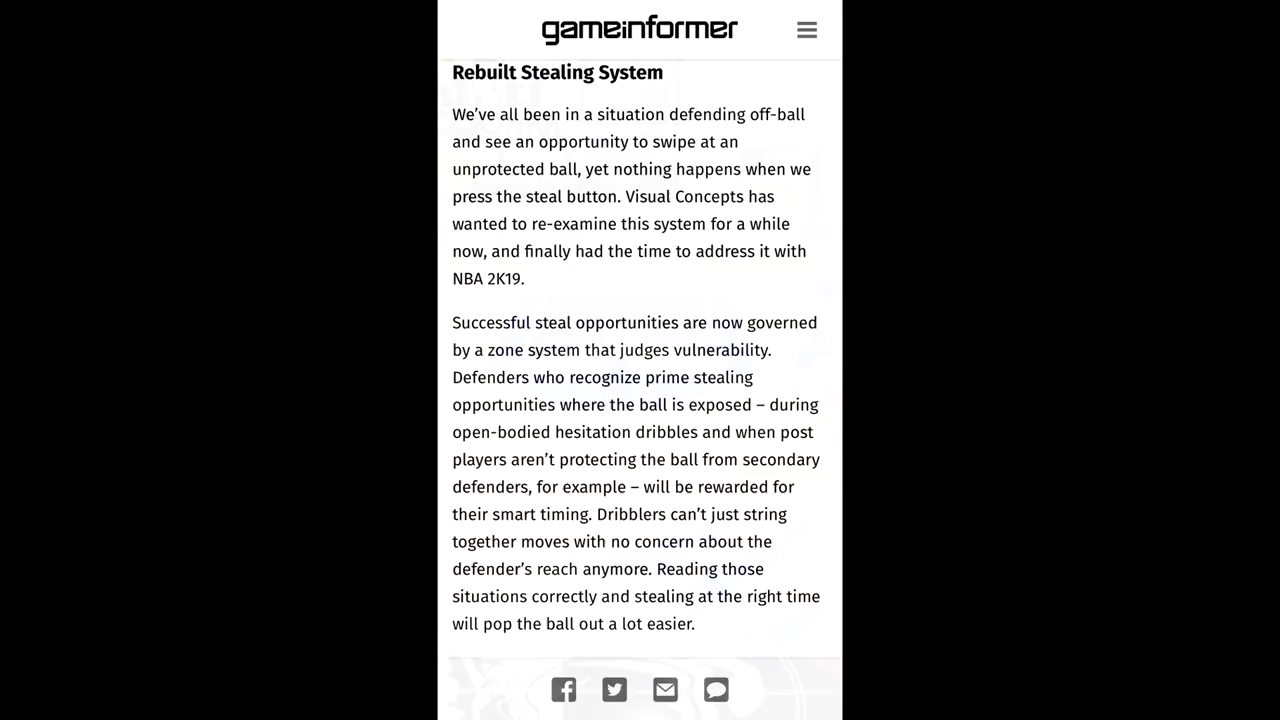 gameinformer
Rebuilt Stealing System
We’ve all been in a situation defending off-ball
and see an opportunity to swipe at an
unprotected ball, yet nothing happens when we
press the steal button. Visual Concepts has
wanted to re-examine this system for a while
now, and finally had the time to address it with
NBA 2K19.
Successful steal opportunities are now governed
by a zone system that judges vulnerability.
Defenders who recognize prime stealing
opportunities where the ball is exposed – during
open-bodied hesitation dribbles and when post
players aren’t protecting the ball from secondary
defenders, for example – will be rewarded for
their smart timing. Dribblers can’t just string
together moves with no concern about the
defender’s reach anymore. Reading those
situations correctly and stealing at the right time
will pop the ball out a lot easier.